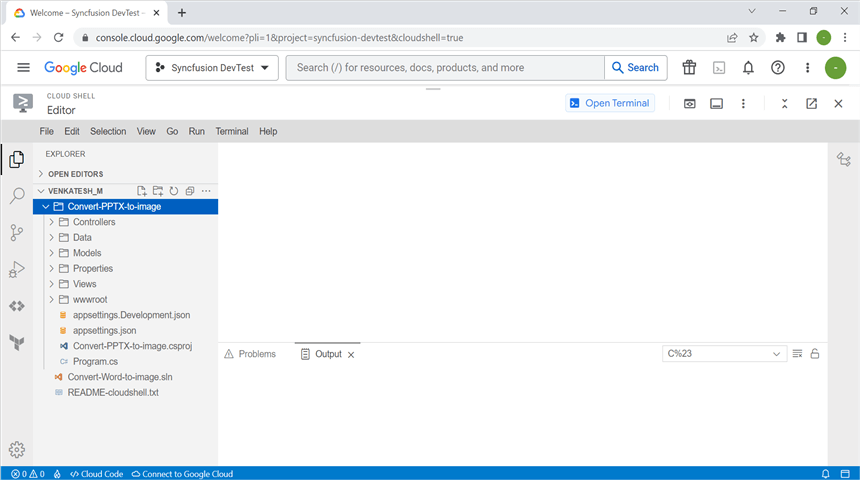 Welcome – Syncfusion DevTest –
console.cloud.google.com/welcome?pli=1&project=syncfusion-devtest&cloudshell=true
Google Cloud
Syncfusion DevTest
Search (/) for resources, docs, products, and more
Search
CLOUD SHELL
Editor
Open Terminal
File Edit Selection View Go Run Terminal Help
EXPLORER
OPEN EDITORS
VENKATESH_M
Convert-PPTX-to-image
Controllers
Data
Models
Properties
Views
wwwroot
appsettings.Development.json
appsettings.json
Convert-PPTX-to-image.csproj
C# Program.cs
Convert-Word-to-image.sln
README-cloudshell.txt
Problems
Output
C%23
0 0 Cloud Code Connect to Google Cloud